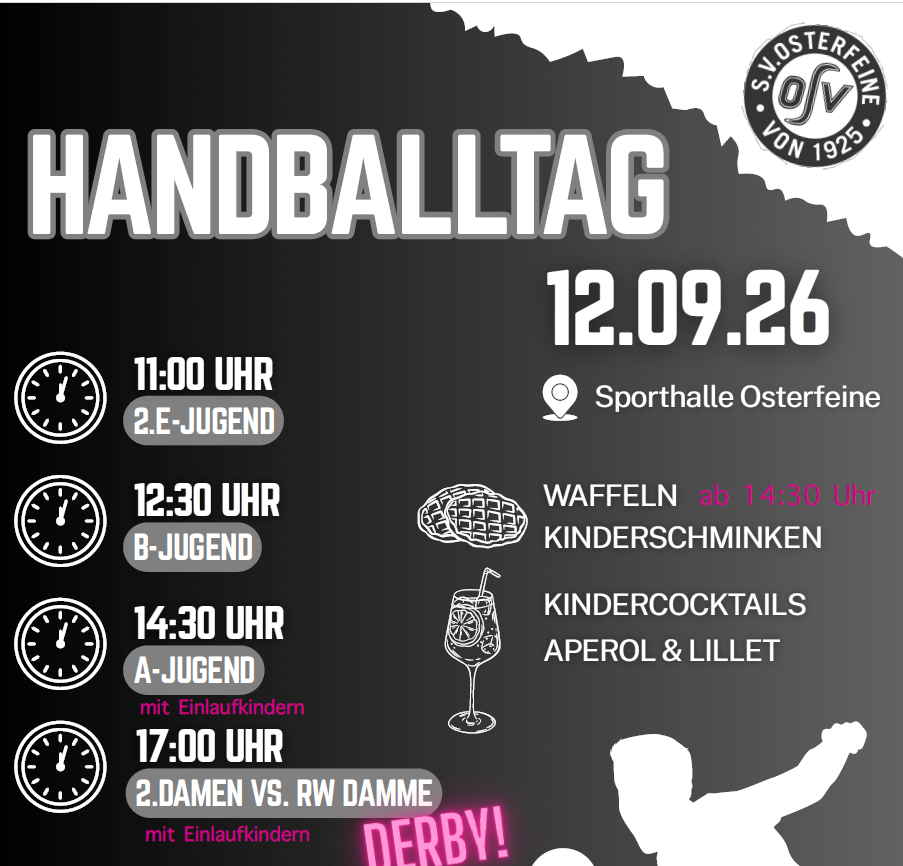 S.V.OSTERFEINE
OSV
VON 1925
HANDBALLTAG
12.09.26
Sporthalle Osterfeine
11:00 UHR
2.E-JUGEND
12:30 UHR
B-JUGEND
14:30 UHR
A-JUGEND
mit Einlaufkindern
17:00 UHR
2.DAMEN VS. RW DAMME
mit Einlaufkindern
DERBY!
WAFFELN ab 14:30 Uhr
KINDERSCHMINKEN
KINDERCOCKTAILS
APEROL & LILLET